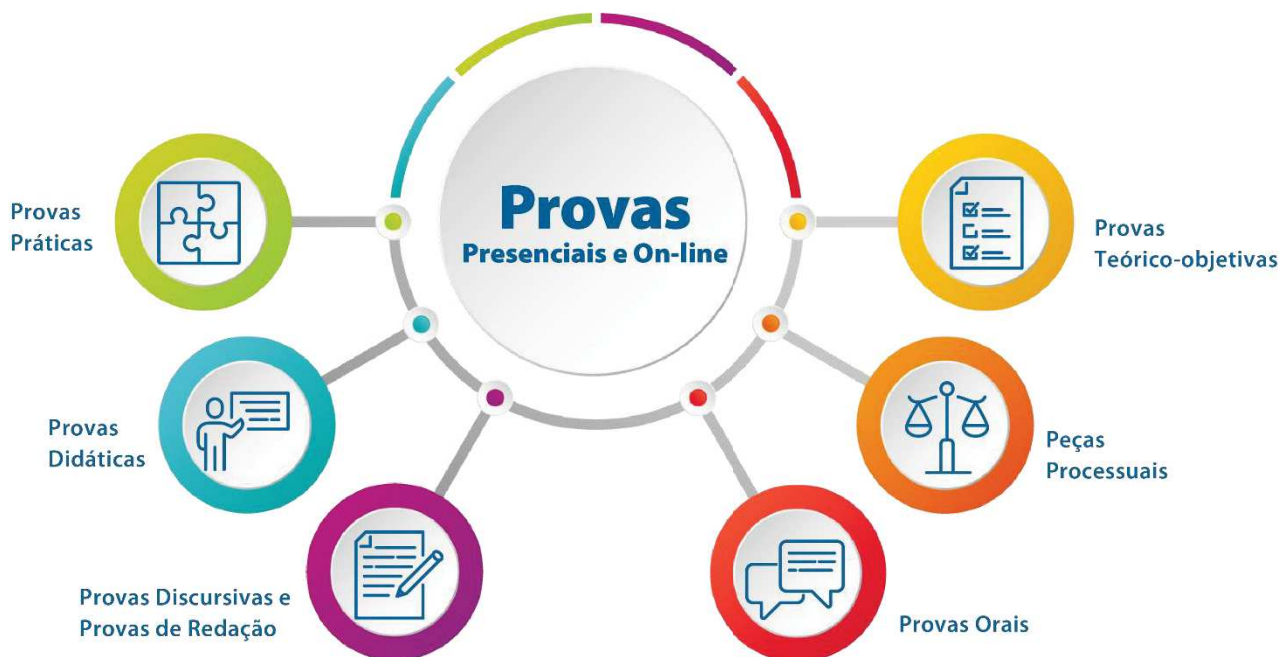 Provas
Presenciais e On-line
Provas
Práticas
Provas
Didáticas
Provas Discursivas e
Provas de Redação
Provas Orais
Peças
Processuais
Provas
Teórico-objetivas